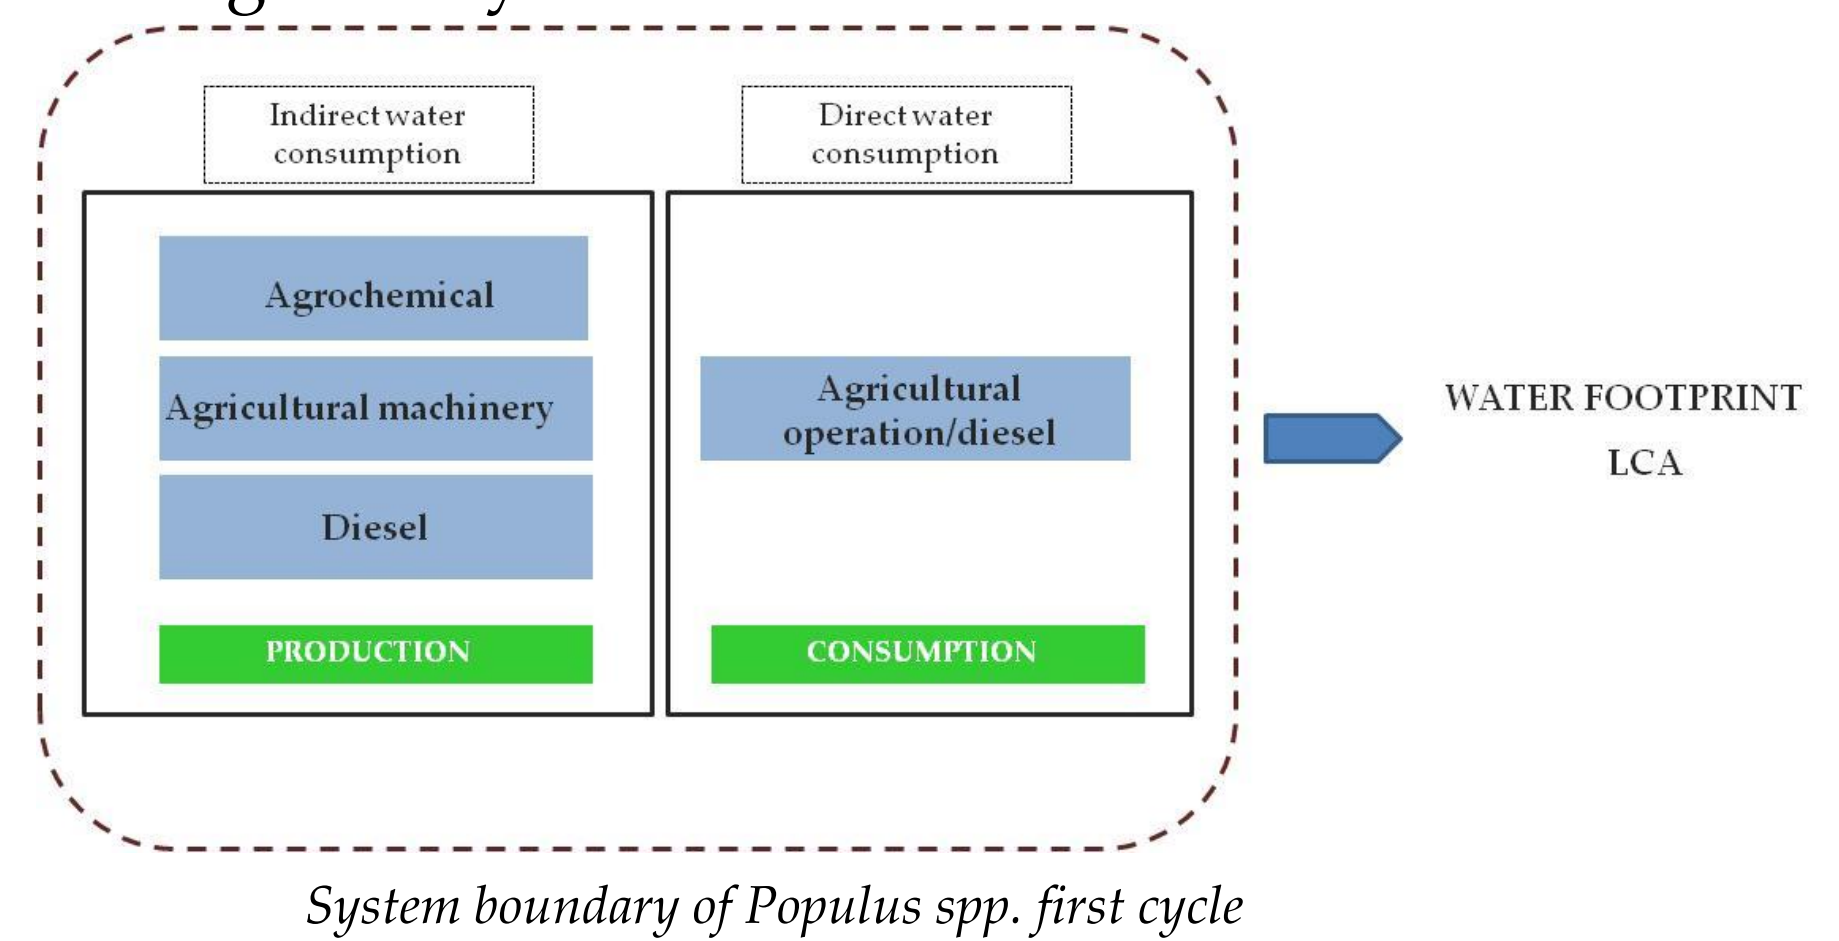 Indirect water
consumption
Direct water
consumption
Agrochemical
Agricultural machinery
Diesel
PRODUCTION
Agricultural
operation/diesel
CONSUMPTION
WATER FOOTPRINT
LCA
System boundary of Populus spp. first cycle